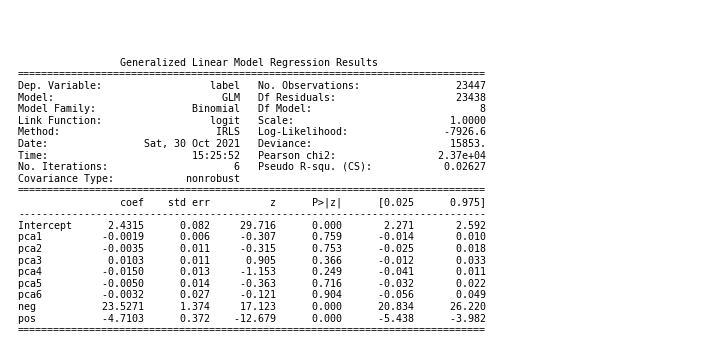 Generalized Linear Model Regression Results
==============================================================================
Dep. Variable:                  label   No. Observations:                23447
Model:                            GLM   Df Residuals:                    23438
Model Family:                Binomial   Df Model:                            8
Link Function:                  logit   Scale:                          1.0000
Method:                          IRLS   Log-Likelihood:                -7926.6
Date:                Sat, 30 Oct 2021   Deviance:                       15853.
Time:                        15:25:52   Pearson chi2:                 2.37e+04
No. Iterations:                     6   Pseudo R-squ. (CS):            0.02627
Covariance Type:            nonrobust
==============================================================================
                 coef    std err          z      P>|z|      [0.025      0.975]
------------------------------------------------------------------------------
Intercept      2.4315      0.082     29.716      0.000       2.271       2.592
pca1          -0.0019      0.006     -0.307      0.759      -0.014       0.010
pca2          -0.0035      0.011     -0.315      0.753      -0.025       0.018
pca3           0.0103      0.011      0.905      0.366      -0.012       0.033
pca4          -0.0150      0.013     -1.153      0.249      -0.041       0.011
pca5          -0.0050      0.014     -0.363      0.716      -0.032       0.022
pca6          -0.0032      0.027     -0.121      0.904      -0.056       0.049
neg           23.5271      1.374     17.123      0.000      20.834      26.220
pos           -4.7103      0.372    -12.679      0.000      -5.438      -3.982
==============================================================================